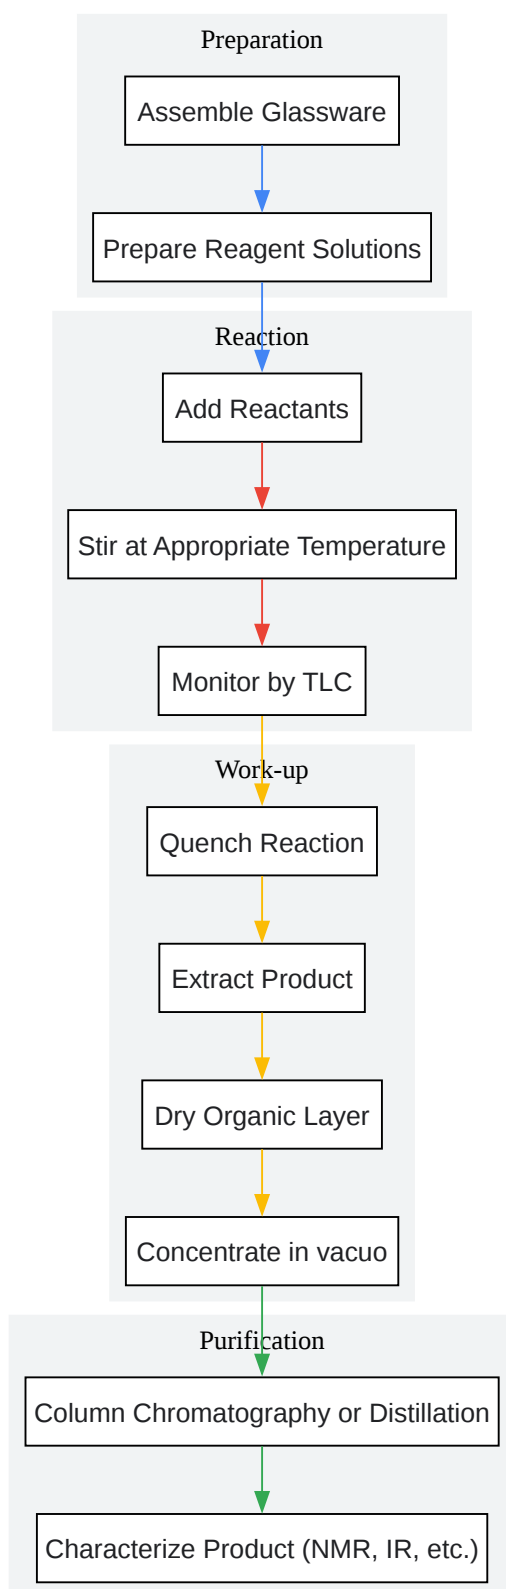 Preparation
Assemble Glassware
Prepare Reagent Solutions
Reaction
Add Reactants
Stir at Appropriate Temperature
Monitor by TLC
Work-up
Quench Reaction
Extract Product
Dry Organic Layer
Concentrate in vacuo
Purification
Column Chromatography or Distillation
Characterize Product (NMR, IR, etc.)